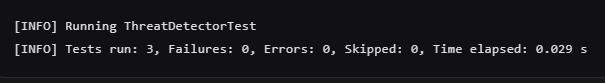 [INFO] Running ThreatDetectorTest
[INFO] Tests run: 3, Failures: 0, Errors: 0, Skipped: 0, Time elapsed: 0.029 s